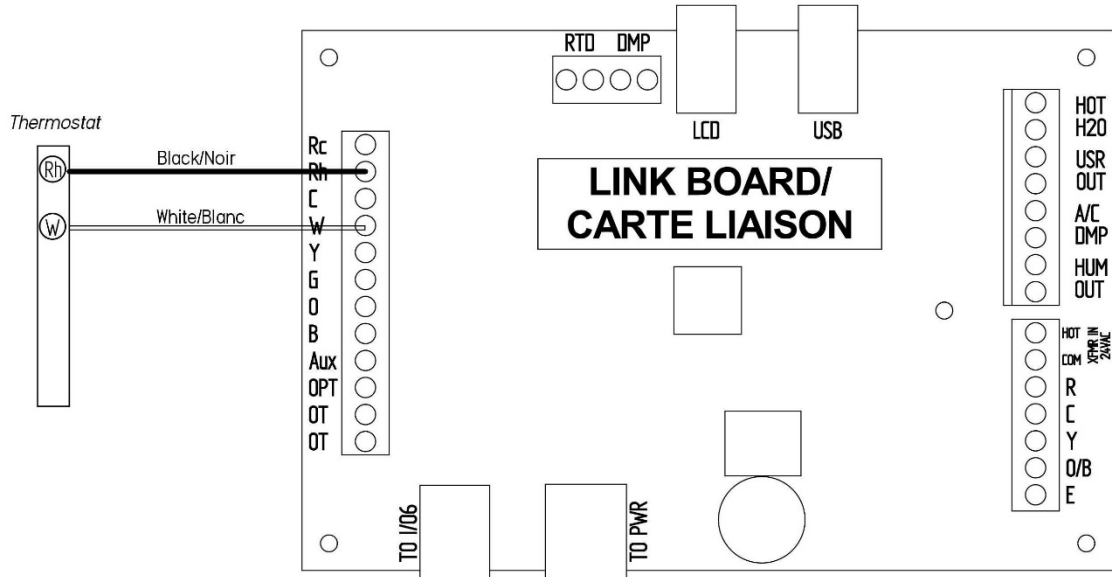 RTD DMP
LCD
USB
Thermostat
Rh
W
Black/Noir
White/Blanc
Rc
Rh
C
W
Y
G
O
B
Aux
OPT
OT
OT
LINK BOARD/
CARTE LIAISON
HOT
H2O
USR
OUT
A/C
DMP
HUM
OUT
HOT
COM
XFMR IN
24VAC
R
C
Y
O/B
E
TO I/O6
TO PWR